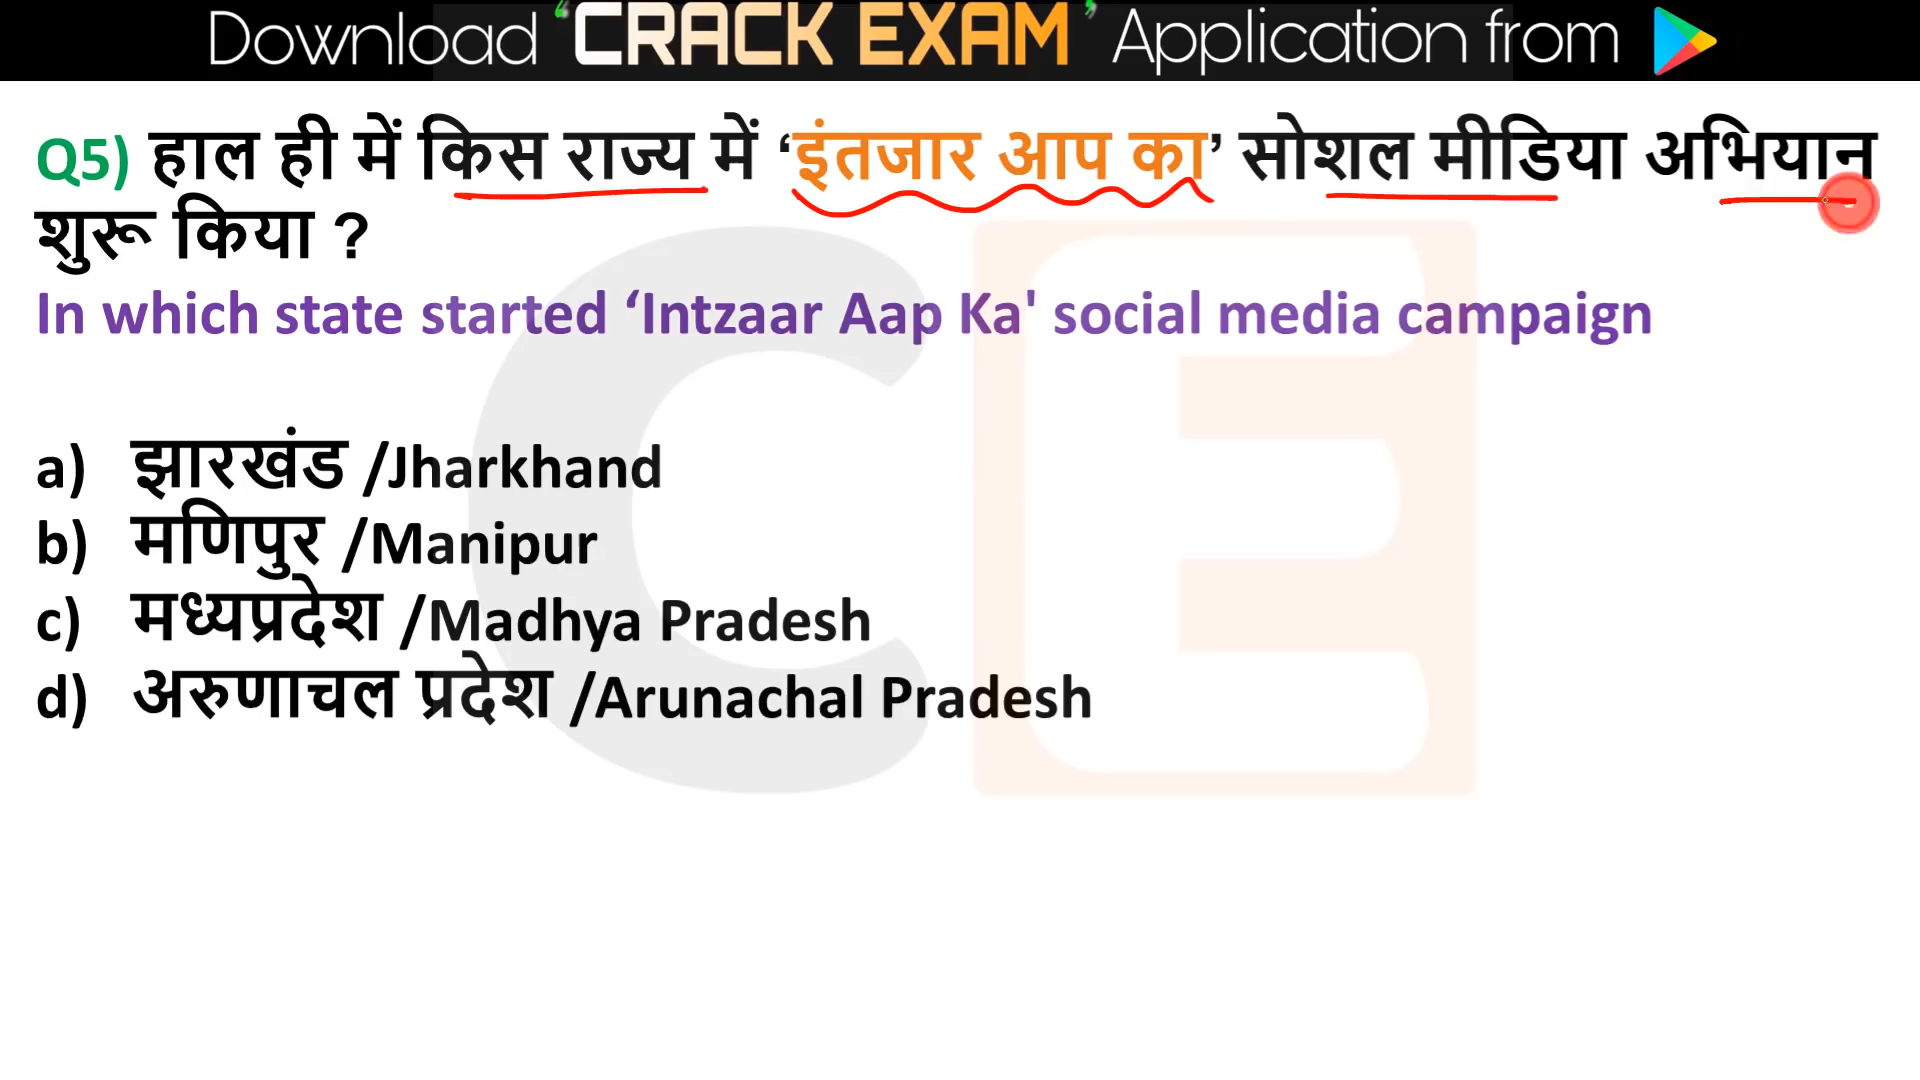 Download ‘CRACK EXAM’ Application from
Q5) हाल ही में किस राज्य में ‘इंतजार आप का’ सोशल मीडिया अभियान
शुरू किया ?
In which state started ‘Intzaar Aap Ka' social media campaign
a) झारखंड /Jharkhand
b) मणिपुर /Manipur
c) मध्यप्रदेश /Madhya Pradesh
d) अरुणाचल प्रदेश /Arunachal Pradesh
CE